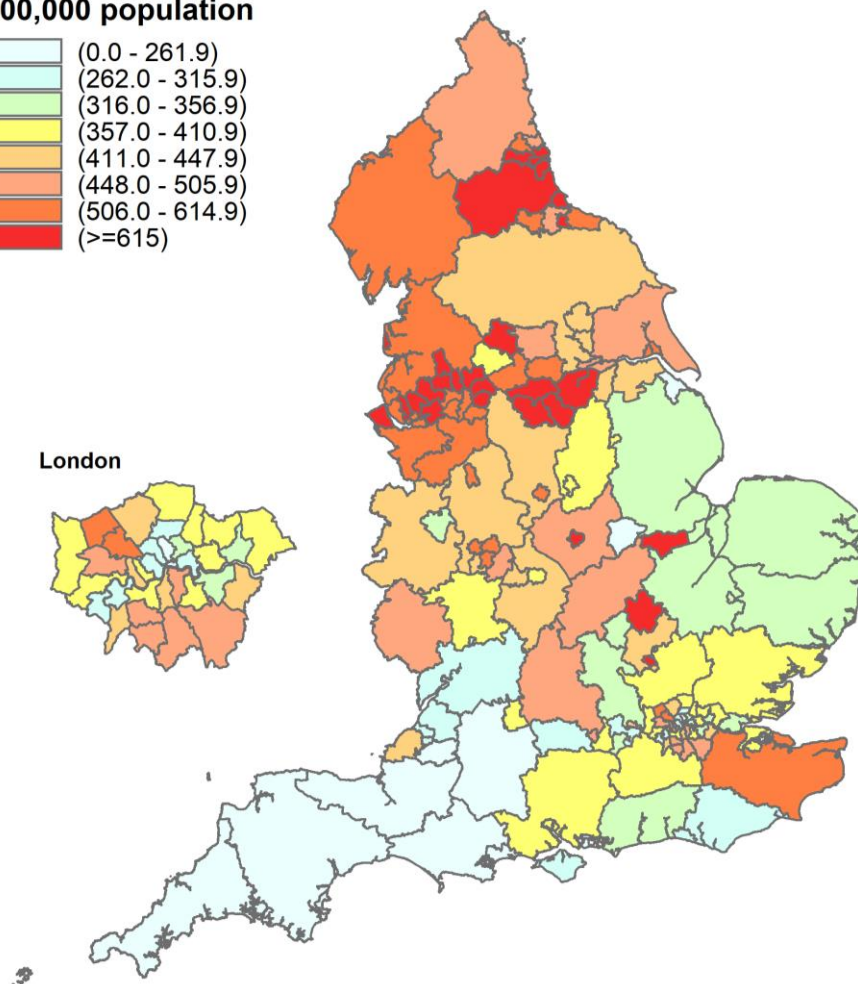 00,000 population
(0.0 - 261.9)
(262.0 - 315.9)
(316.0 - 356.9)
(357.0 - 410.9)
(411.0 - 447.9)
(448.0 - 505.9)
(506.0 - 614.9)
(>=615)
London